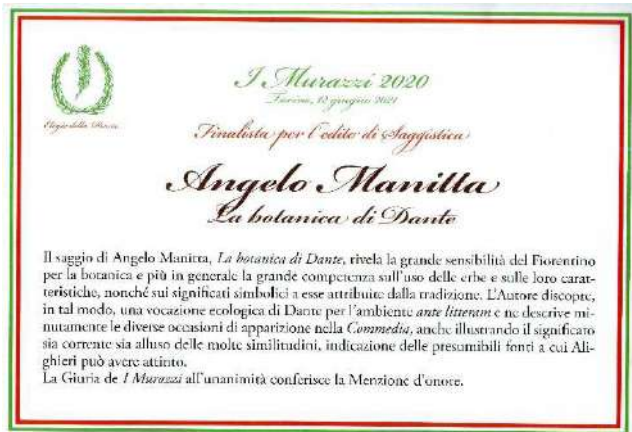 I Murazzi 2020
Torino, 12 giugno 2021
Elogio della Poesia
Finalista per l'edito di Saggistica
Angelo Manitta
La botanica di Dante
Il saggio di Angelo Manitta, La botanica di Dante, rivela la grande sensibilità del Fiorentino
per la botanica e più in generale la grande competenza sull'uso delle erbe e sulle loro carat-
teristiche, nonché sui significati simbolici a esse attribuite dalla tradizione. L'Autore discopre,
in tal modo, una vocazione ecologica di Dante per l'ambiente ante litteram e ne descrive mi-
nutamente le diverse occasioni di apparizione nella Commedia, anche illustrando il significato
sia corrente sia alluso delle molte similitudini, indicazione delle presumibili fonti a cui Ali-
ghieri può avere attinto.
La Giuria de I Murazzi all'unanimità conferisce la Menzione d'onore.